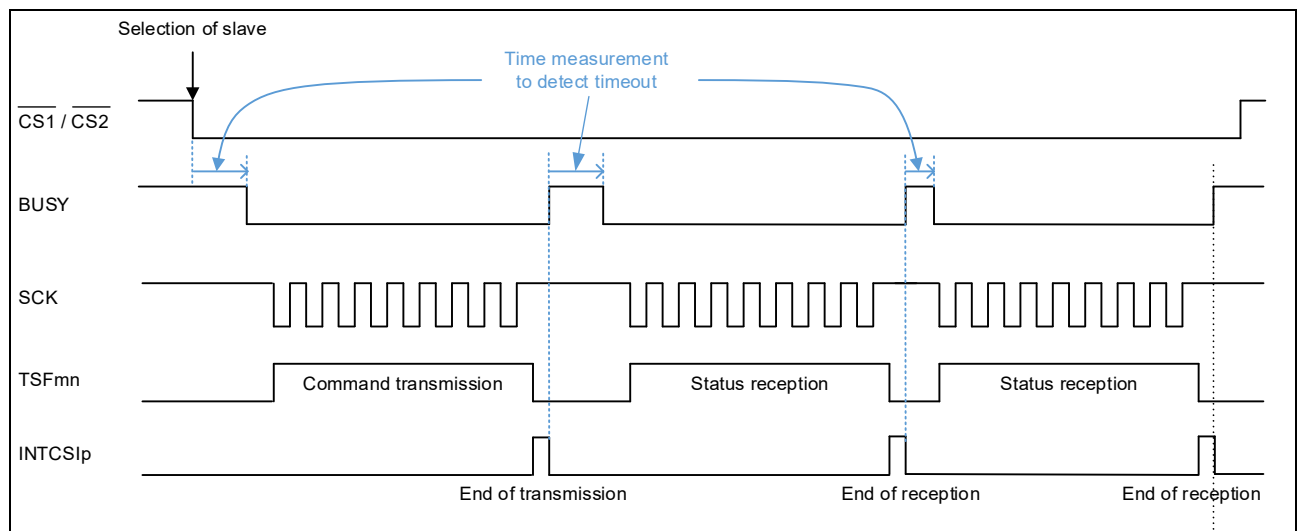 Selection of slave
Time measurement
to detect timeout
CS1 / CS2
BUSY
SCK
TSFmn
Command transmission
Status reception
Status reception
INTCSIp
End of transmission
End of reception
End of reception